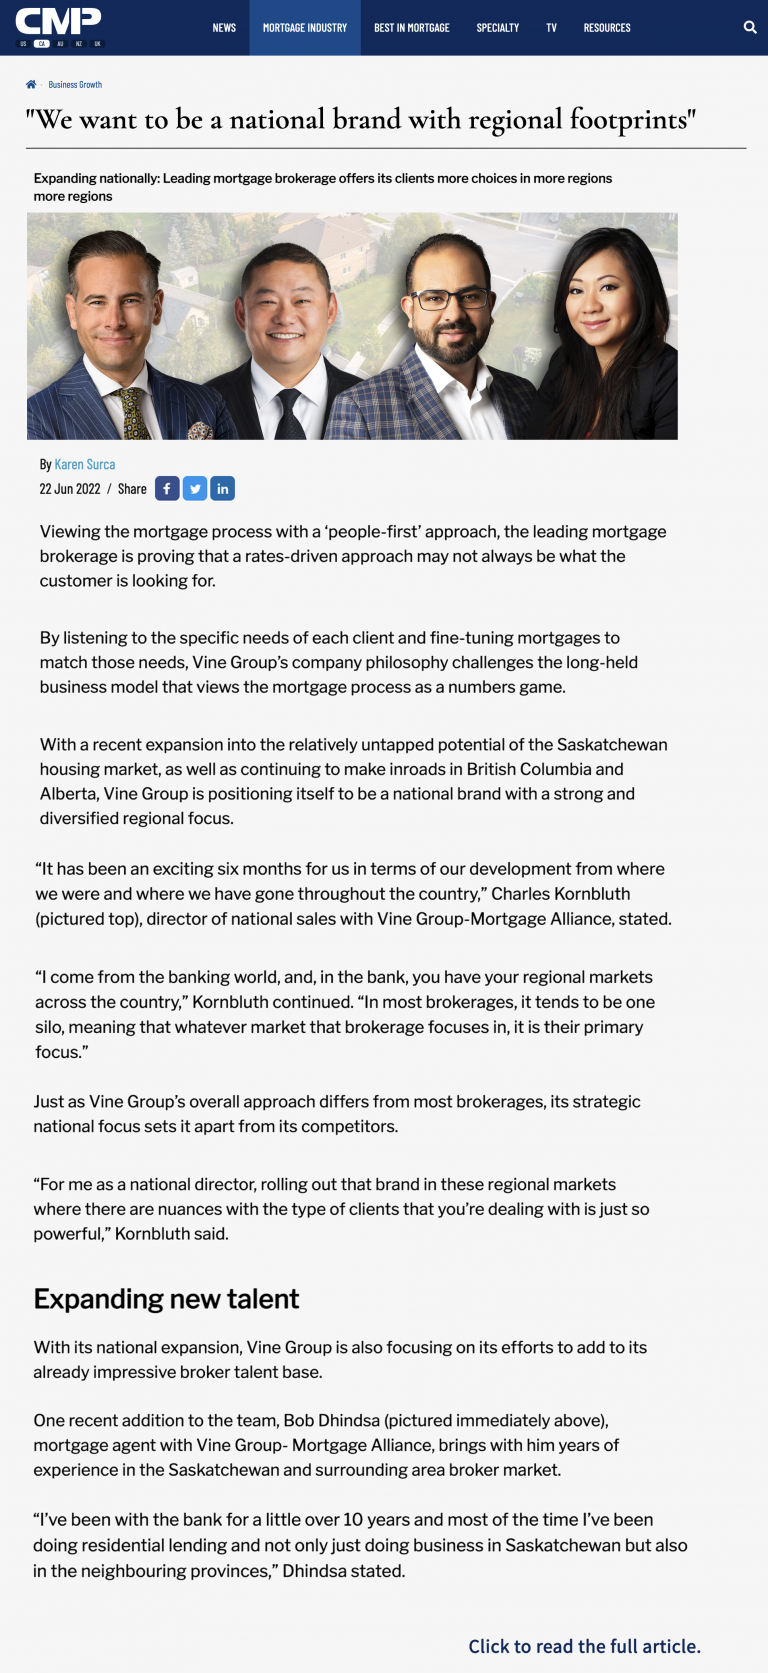 CMP
US CA AU NZ UK
NEWS MORTGAGE INDUSTRY BEST IN MORTGAGE SPECIALTY TV RESOURCES
Business Growth
"We want to be a national brand with regional footprints"
Expanding nationally: Leading mortgage brokerage offers its clients more choices in more regions
more regions
By Karen Surca
22 Jun 2022 / Share
Viewing the mortgage process with a ‘people-first’ approach, the leading mortgage
brokerage is proving that a rates-driven approach may not always be what the
customer is looking for.
By listening to the specific needs of each client and fine-tuning mortgages to
match those needs, Vine Group’s company philosophy challenges the long-held
business model that views the mortgage process as a numbers game.
With a recent expansion into the relatively untapped potential of the Saskatchewan
housing market, as well as continuing to make inroads in British Columbia and
Alberta, Vine Group is positioning itself to be a national brand with a strong and
diversified regional focus.
“It has been an exciting six months for us in terms of our development from where
we were and where we have gone throughout the country,” Charles Kornbluth
(pictured top), director of national sales with Vine Group-Mortgage Alliance, stated.
“I come from the banking world, and, in the bank, you have your regional markets
across the country,” Kornbluth continued. “In most brokerages, it tends to be one
silo, meaning that whatever market that brokerage focuses in, it is their primary
focus.”
Just as Vine Group’s overall approach differs from most brokerages, its strategic
national focus sets it apart from its competitors.
“For me as a national director, rolling out that brand in these regional markets
where there are nuances with the type of clients that you’re dealing with is just so
powerful,” Kornbluth said.
Expanding new talent
With its national expansion, Vine Group is also focusing on its efforts to add to its
already impressive broker talent base.
One recent addition to the team, Bob Dhindsa (pictured immediately above),
mortgage agent with Vine Group- Mortgage Alliance, brings with him years of
experience in the Saskatchewan and surrounding area broker market.
“I’ve been with the bank for a little over 10 years and most of the time I’ve been
doing residential lending and not only just doing business in Saskatchewan but also
in the neighbouring provinces,” Dhindsa stated.
Click to read the full article.